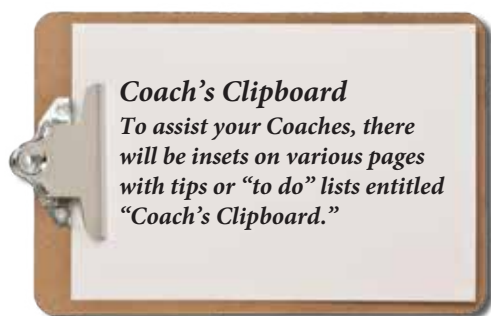 Coach’s Clipboard
To assist your Coaches, there
will be insets on various pages
with tips or “to do” lists entitled
“Coach’s Clipboard.”